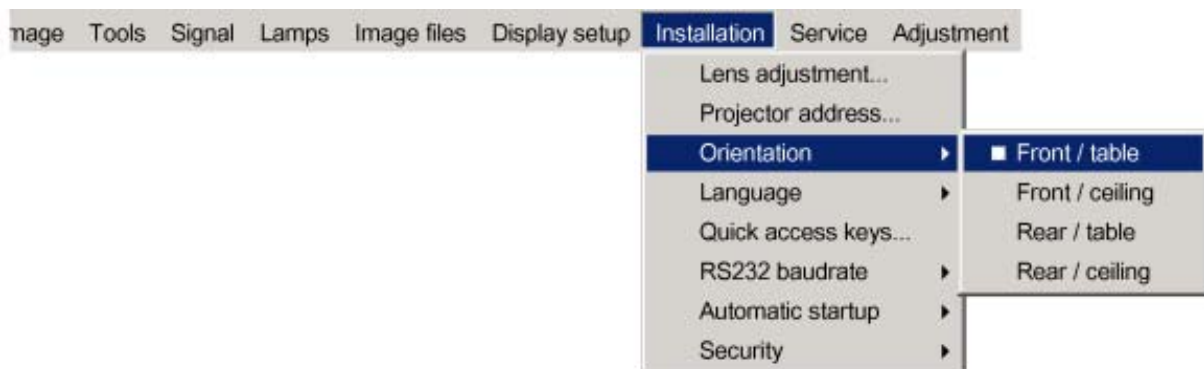 mage Tools Signal Lamps Image files Display setup Installation Service Adjustment
Lens adjustment...
Projector address...
Orientation
Front / table
Language
Front / ceiling
Quick access keys...
Rear / table
RS232 baudrate
Rear / ceiling
Automatic startup
Security